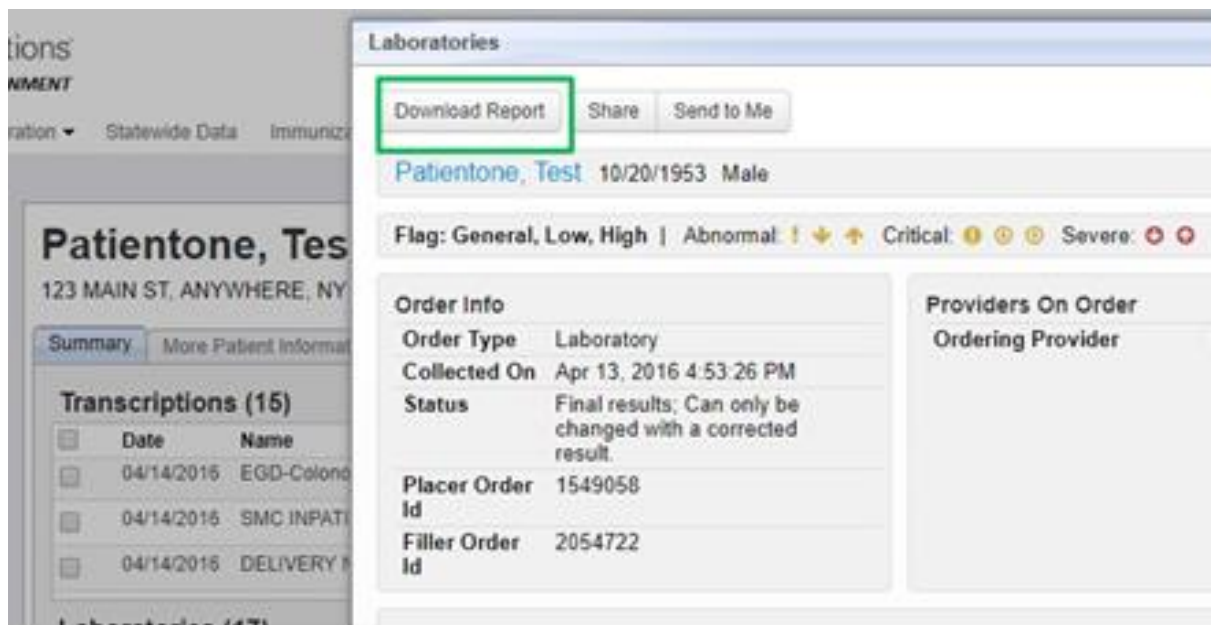 tions
NMENT
ration Statewide Data Immuniza
Patientone, Tes
123 MAIN ST, ANYWHERE, NY
Summary More Patient Informat
Transcriptions (15)
Date Name
04/14/2016 EGD-Colono
04/14/2016 SMC INPATI
04/14/2016 DELIVERY
Laboratories (17)
Laboratories
Download Report Share Send to Me
Patientone, Test 10/20/1953 Male
Flag: General, Low, High | Abnormal: Critical: Severe:
Order Info
Order Type Laboratory
Collected On Apr 13, 2016 4:53:26 PM
Status Final results; Can only be
changed with a corrected
result.
Placer Order 1549058
Id
Filler Order 2054722
Id
Providers On Order
Ordering Provider